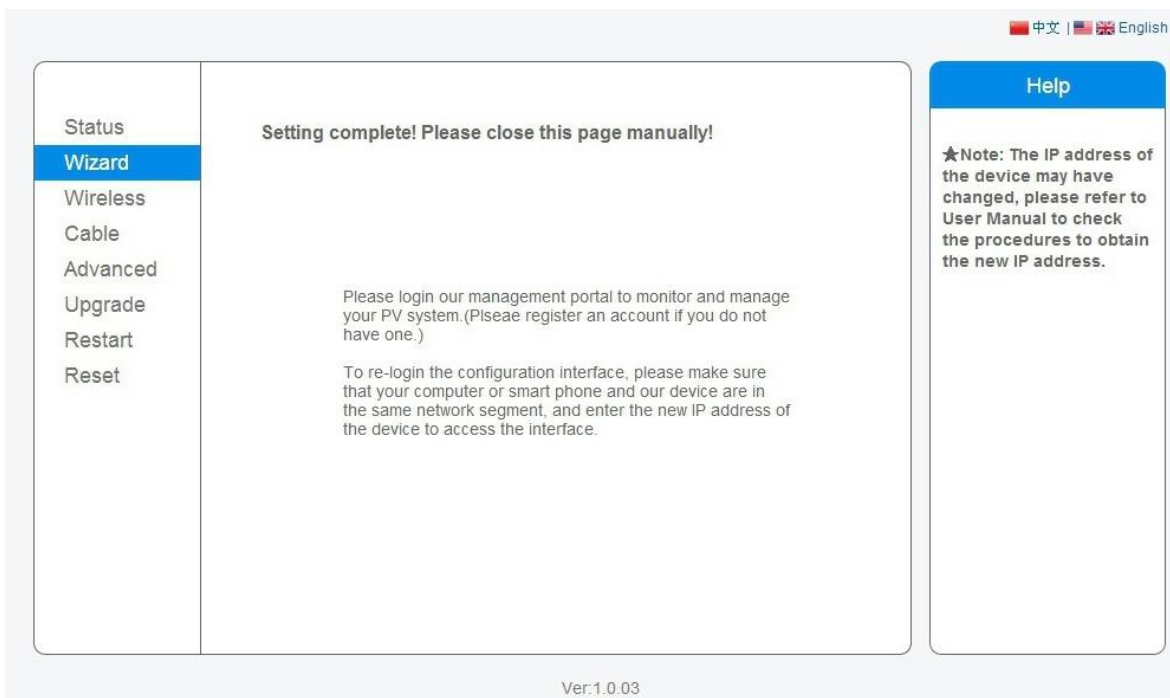 中文 | English
Status
Wizard
Wireless
Cable
Advanced
Upgrade
Restart
Reset
Setting complete! Please close this page manually!
Please login our management portal to monitor and manage
your PV system.(Plseae register an account if you do not
have one.)
To re-login the configuration interface, please make sure
that your computer or smart phone and our device are in
the same network segment, and enter the new IP address of
the device to access the interface.
Help
★Note: The IP address of
the device may have
changed, please refer to
User Manual to check
the procedures to obtain
the new IP address.
Ver:1.0.03